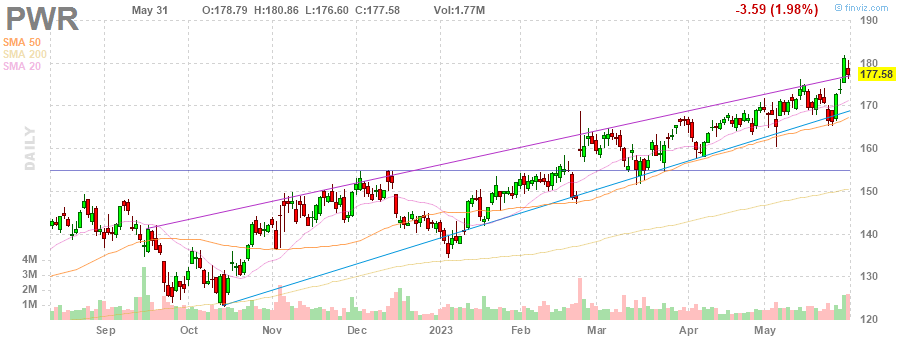 PWR May 31 O:178.79 H:180.86 L:176.60 C:177.58 Vol:1.77M -3.59 (1.98%) finviz.com
SMA 50
SMA 200
SMA 20
DAILY
190
180
177.58
170
160
150
140
130
120
4M
3M
2M
1M
Sep Oct Nov Dec 2023 Feb Mar Apr May